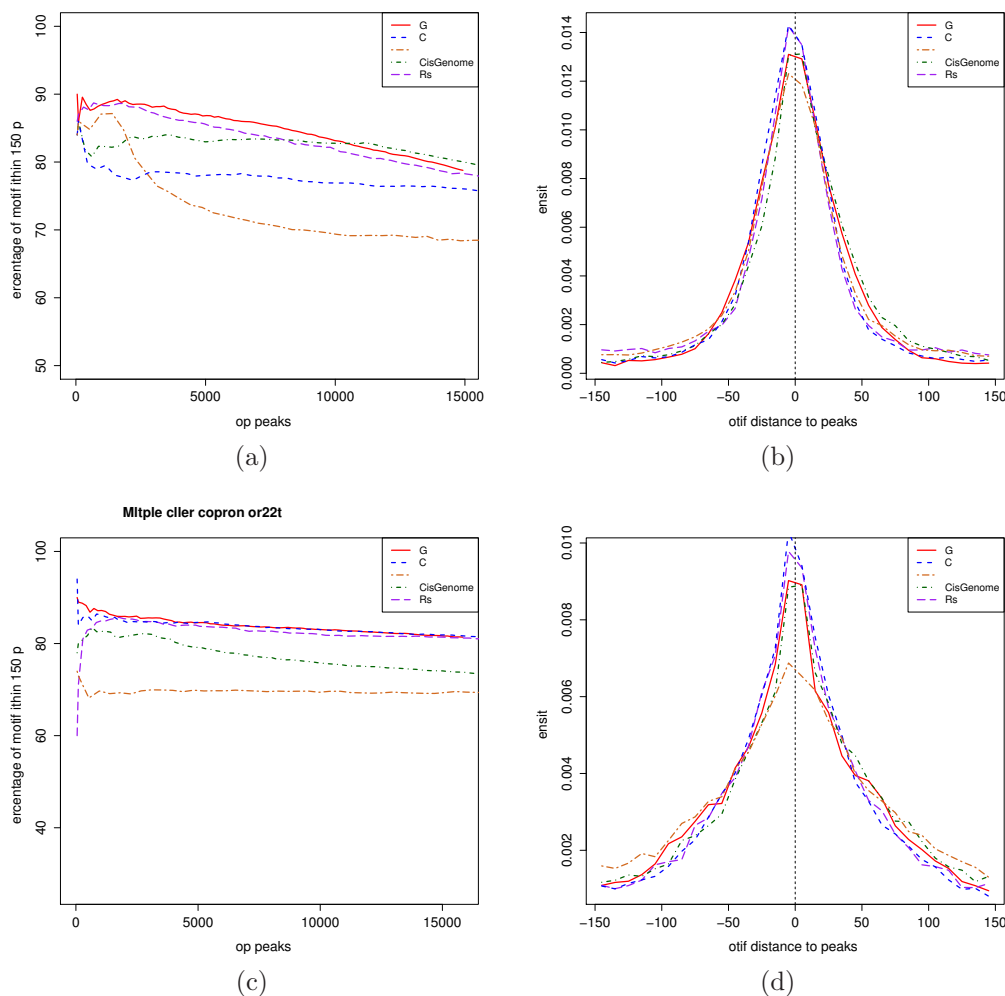 G
C
CisGenome
Rs
ercentage of motif ithin 150 p
100
90
80
70
60
50
0
5000
10000
15000
op peaks
(a)
G
C
CisGenome
Rs
ensit
0.014
0.012
0.010
0.008
0.006
0.004
0.002
0.000
−150
−100
−50
0
50
100
150
otif distance to peaks
(b)
Mltple cller copron or22t
G
C
CisGenome
Rs
ercentage of motif ithin 150 p
100
80
60
40
0
5000
10000
15000
op peaks
(c)
G
C
CisGenome
Rs
ensit
0.010
0.008
0.006
0.004
0.002
−150
−100
−50
0
50
100
150
otif distance to peaks
(d)